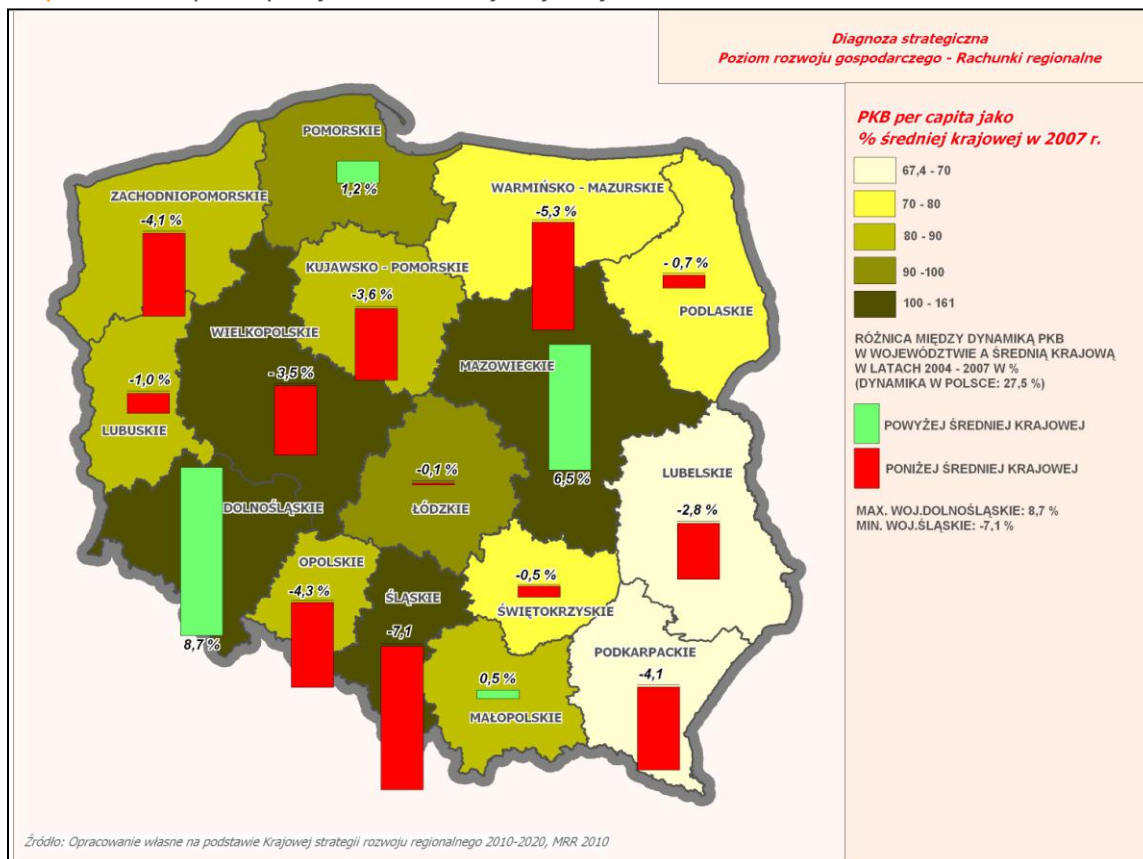 Diagnoza strategiczna
Poziom rozwoju gospodarczego - Rachunki regionalne
PKB per capita jako
% średniej krajowej w 2007 r.
67,4 - 70
70 - 80
80 - 90
90 -100
100 - 161
RÓŻNICA MIĘDZY DYNAMIKĄ PKB
W WOJEWÓDZTWIE A ŚREDNIĄ KRAJOWĄ
W LATACH 2004 - 2007 W %
(DYNAMIKA W POLSCE: 27,5 %)
POWYŻEJ ŚREDNIEJ KRAJOWEJ
PONIŻEJ ŚREDNIEJ KRAJOWEJ
MAX. WOJ.DOLNOŚLĄSKIE: 8,7 %
MIN. WOJ.ŚLĄSKIE: -7,1 %
POMORSKIE
1,2 %
ZACHODNIOPOMORSKIE
-4,1 %
WARMIŃSKO - MAZURSKIE
-5,3 %
KUJAWSKO - POMORSKIE
-3,6 %
- 0,7 %
PODLASKIE
WIELKOPOLSKIE
- 3,5 %
MAZOWIECKIE
6,5 %
-1,0 %
LUBUSKIE
-0,1 %
ŁÓDZKIE
LUBELSKIE
-2,8 %
DOLNOŚLĄSKIE
8,7 %
OPOLSKIE
-4,3 %
ŚLĄSKIE
-7,1
-0,5 %
ŚWIĘTOKRZYSKIE
PODKARPACKIE
-4,1
0,5 %
MAŁOPOLSKIE
Źródło: Opracowanie własne na podstawie Krajowej strategii rozwoju regionalnego 2010-2020, MRR 2010